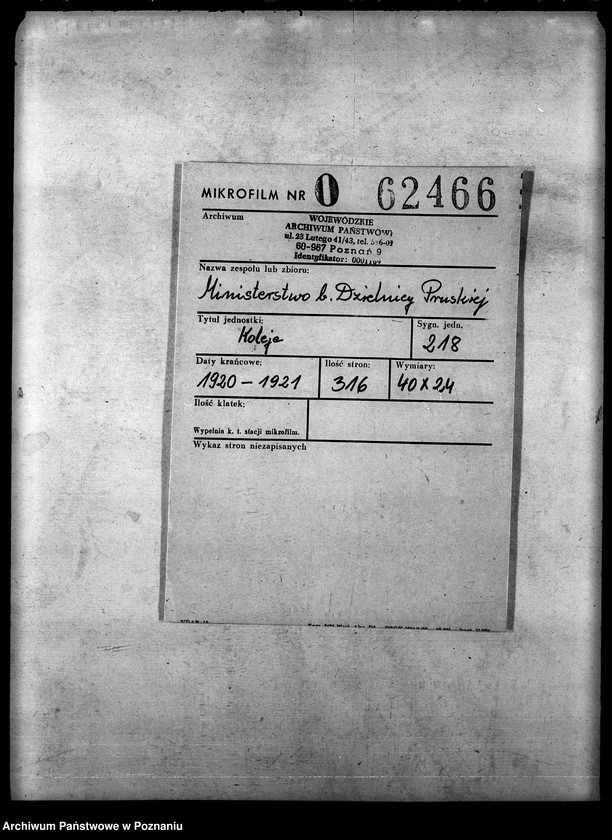 MIKROFILM NR O 62466
Archiwum
WOJEWÓDZKIE
ARCHIWUM PAŃSTWOWE
ul. 23 Lutego 41/43, tel.
60-967 Poznań 9
Identyfikator:
Nazwa zespołu lub zbioru:
Ministerstwo b. Dzielnicy Pruskiej
Tytuł jednostki:
Koleje
Sygn. jedn.
218
Daty krańcowe:
1920 - 1921
Ilość stron:
316
Wymiary:
40 x 24
Ilość klatek:
Wypełnia k. t. stacji mikrofilm.
Wykaz stron niezapisanych
Archiwum Państwowe w Poznaniu